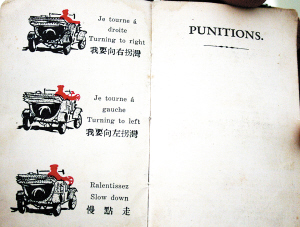 Je tourne á
droite
Turning to right
我要向右拐灣
Je tourne á
gauche
Turning to left
我要向左拐灣
Ralentissez
Slow down
慢點走
PUNITIONS.